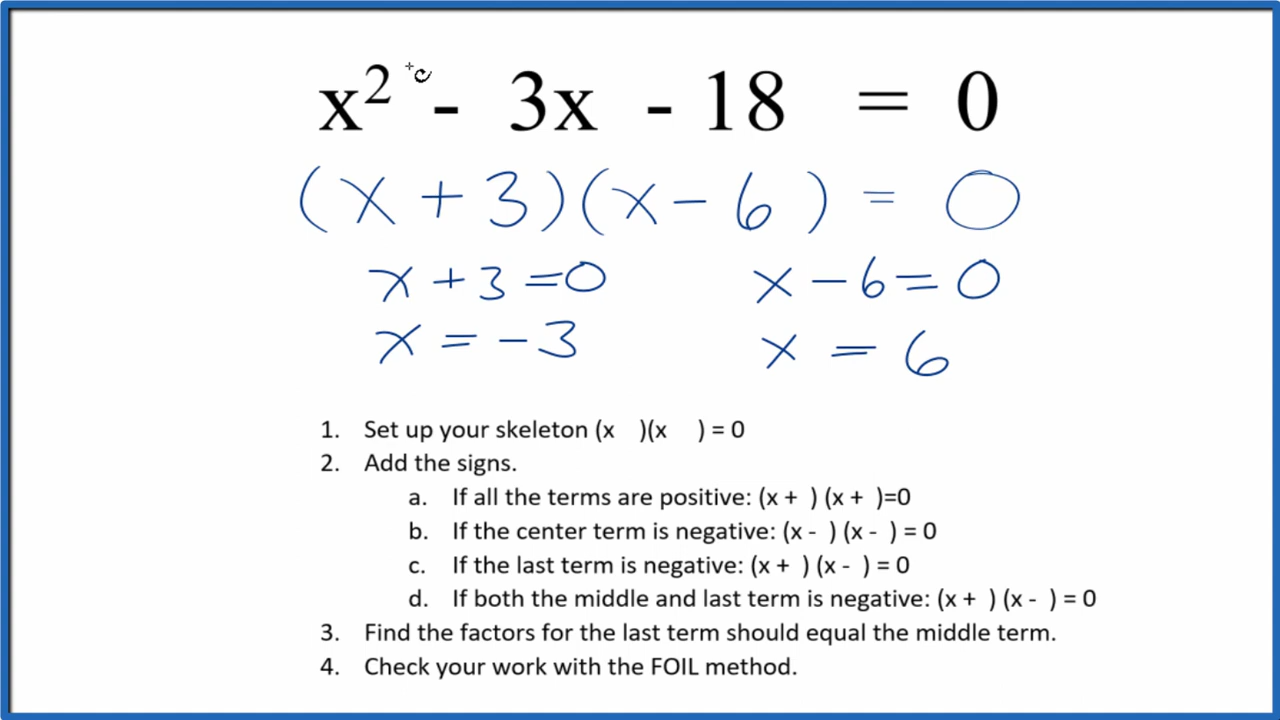 x² - 3x - 18 = 0
(x + 3)(x - 6) = 0
x + 3 = 0 x - 6 = 0
x = -3 x = 6
1. Set up your skeleton (x )(x ) = 0
2. Add the signs.
a. If all the terms are positive: (x + ) (x + )=0
b. If the center term is negative: (x - ) (x - ) = 0
c. If the last term is negative: (x + ) (x - ) = 0
d. If both the middle and last term is negative: (x + ) (x - ) = 0
3. Find the factors for the last term should equal the middle term.
4. Check your work with the FOIL method.